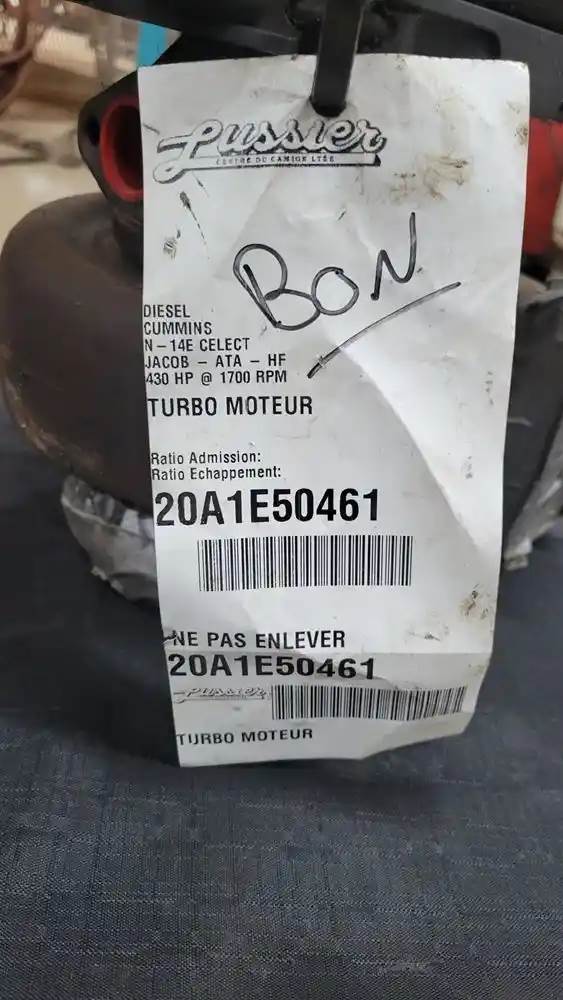 Lussier
CENTRE DU CAMION LTÉE
BON
DIESEL
CUMMINS
N-14E CELECT
JACOB - ATA - HF
430 HP @ 1700 RPM
TURBO MOTEUR
Ratio Admission:
Ratio Echappement:
20A1E50461
NE PAS ENLEVER
20A1E50461
Lussier
TURBO MOTEUR